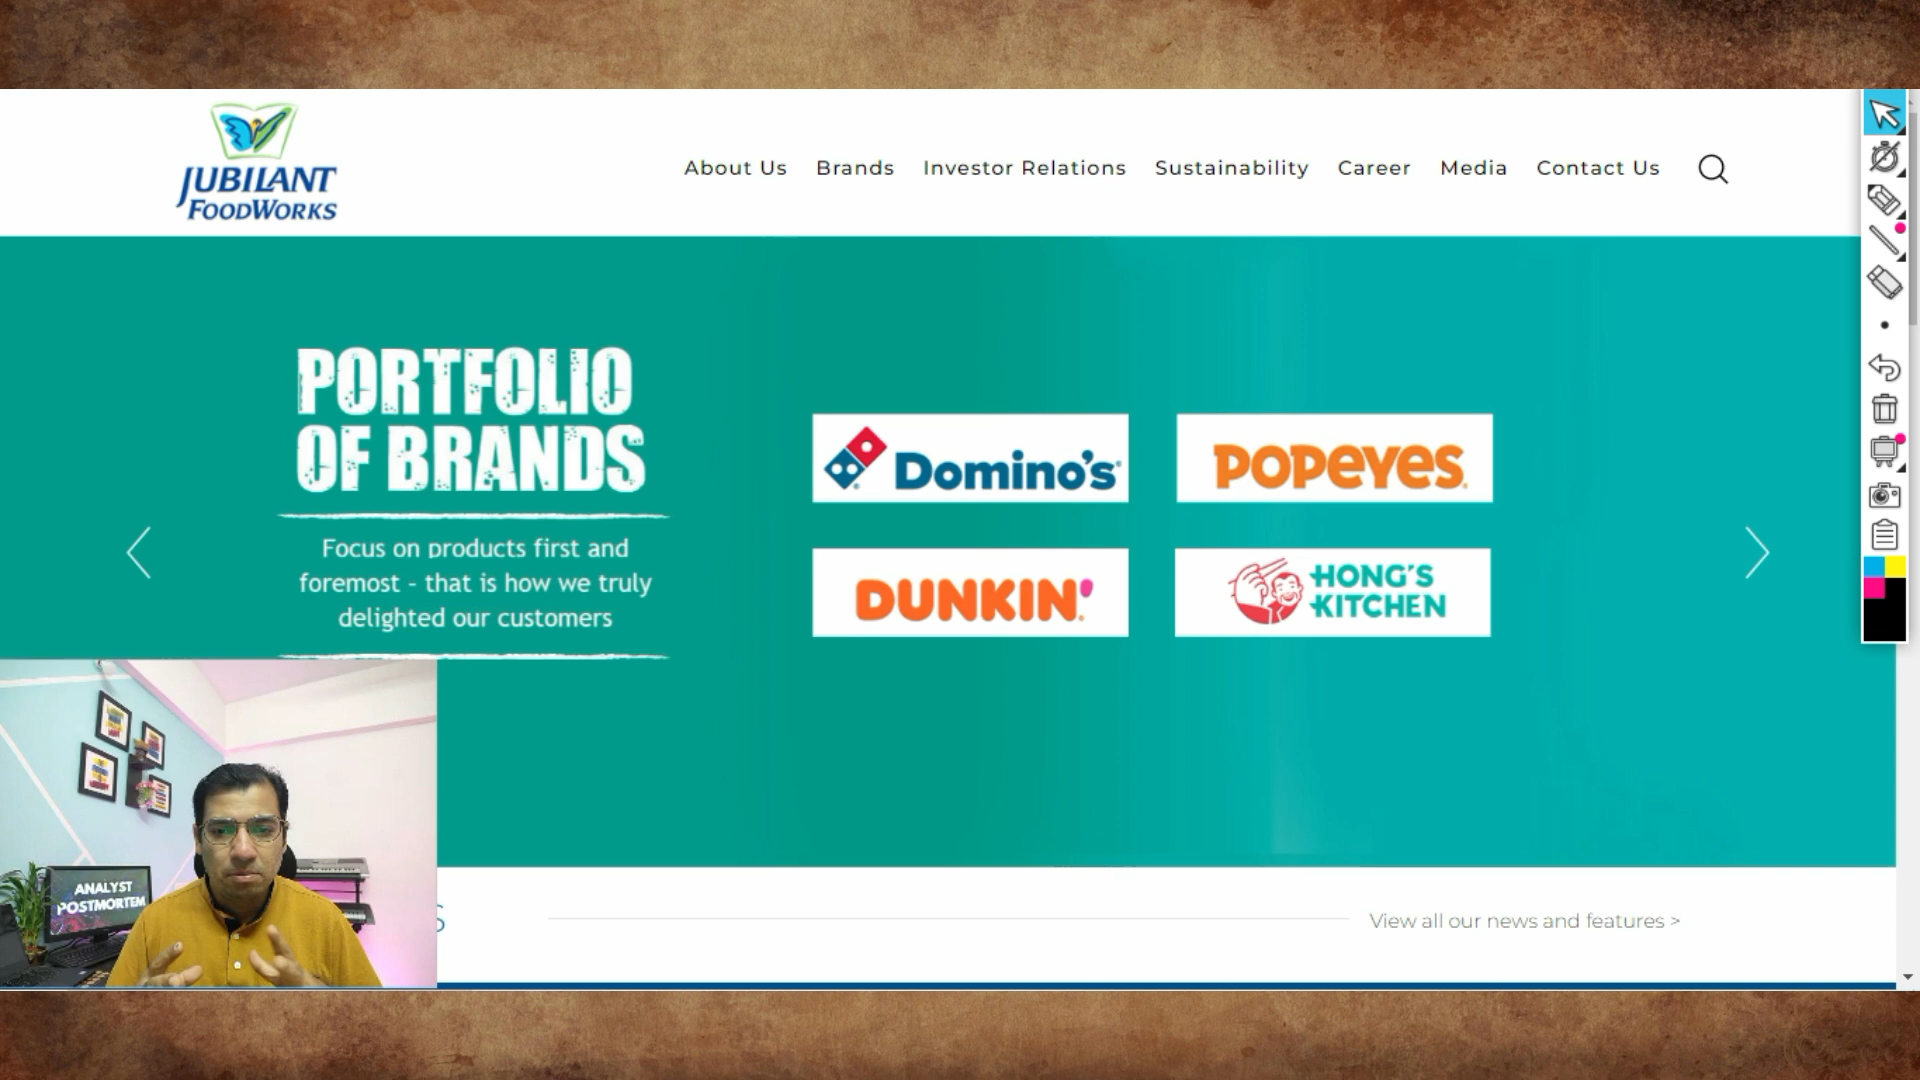 JUBILANT
FOODWORKS
About Us Brands Investor Relations Sustainability Career Media Contact Us
PORTFOLIO
OF BRANDS
Focus on products first and
foremost - that is how we truly
delighted our customers
Domino's
POPEYES
DUNKIN'
HONG'S
KITCHEN
ANALYST
POSTMORTEM
View all our news and features >